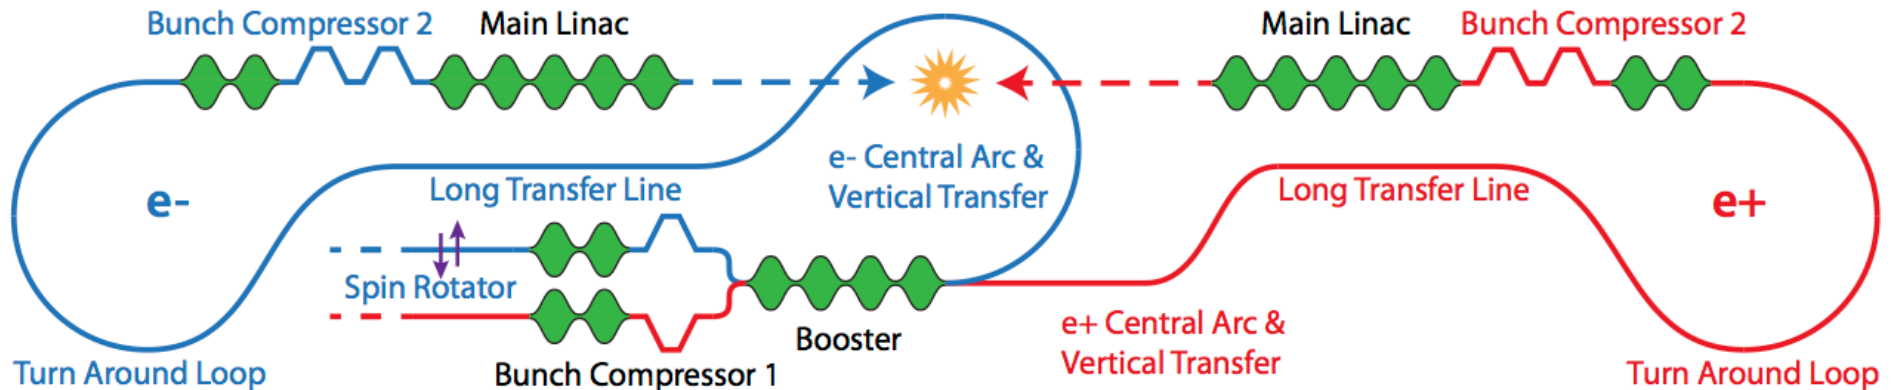 Bunch Compressor 2
Main Linac
Main Linac
Bunch Compressor 2
e- Central Arc &
Vertical Transfer
e-
Long Transfer Line
Long Transfer Line
e+
Spin Rotator
Booster
e+ Central Arc &
Vertical Transfer
Turn Around Loop
Bunch Compressor 1
Turn Around Loop